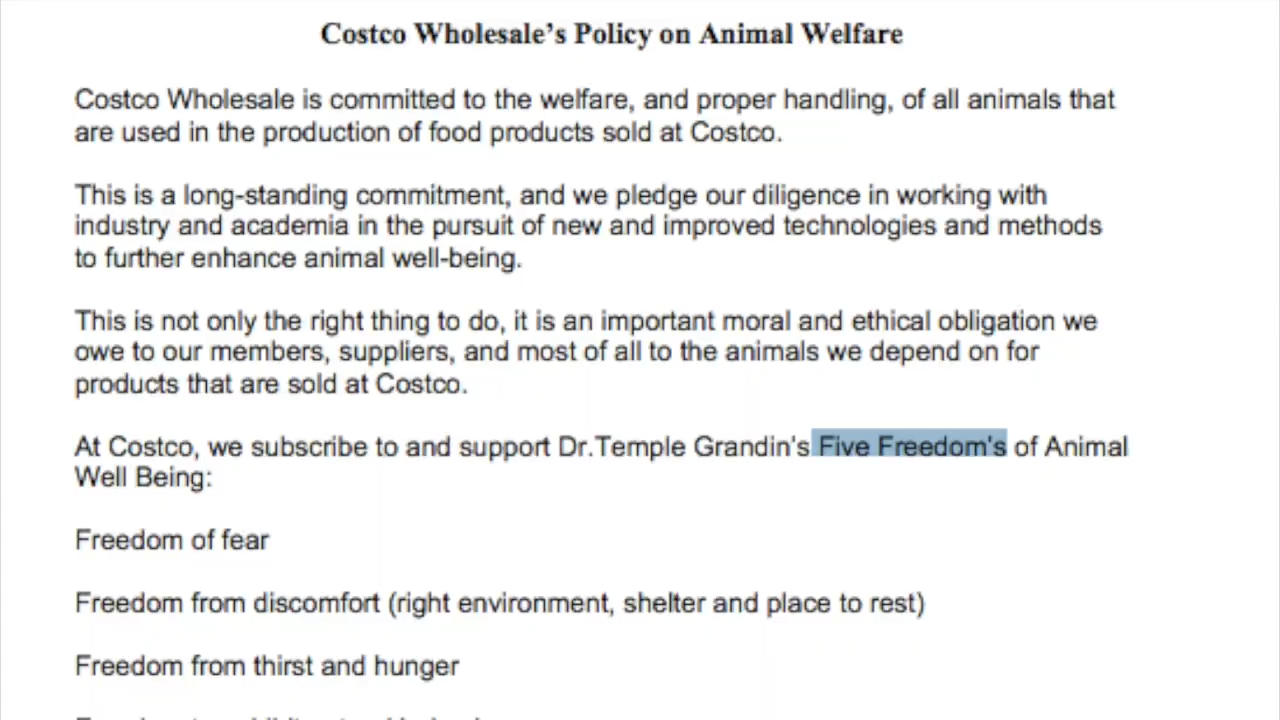 Costco Wholesale's Policy on Animal Welfare
Costco Wholesale is committed to the welfare, and proper handling, of all animals that
are used in the production of food products sold at Costco.
This is a long-standing commitment, and we pledge our diligence in working with
industry and academia in the pursuit of new and improved technologies and methods
to further enhance animal well-being.
This is not only the right thing to do, it is an important moral and ethical obligation we
owe to our members, suppliers, and most of all to the animals we depend on for
products that are sold at Costco.
At Costco, we subscribe to and support Dr.Temple Grandin's Five Freedom's of Animal
Well Being:
Freedom of fear
Freedom from discomfort (right environment, shelter and place to rest)
Freedom from thirst and hunger